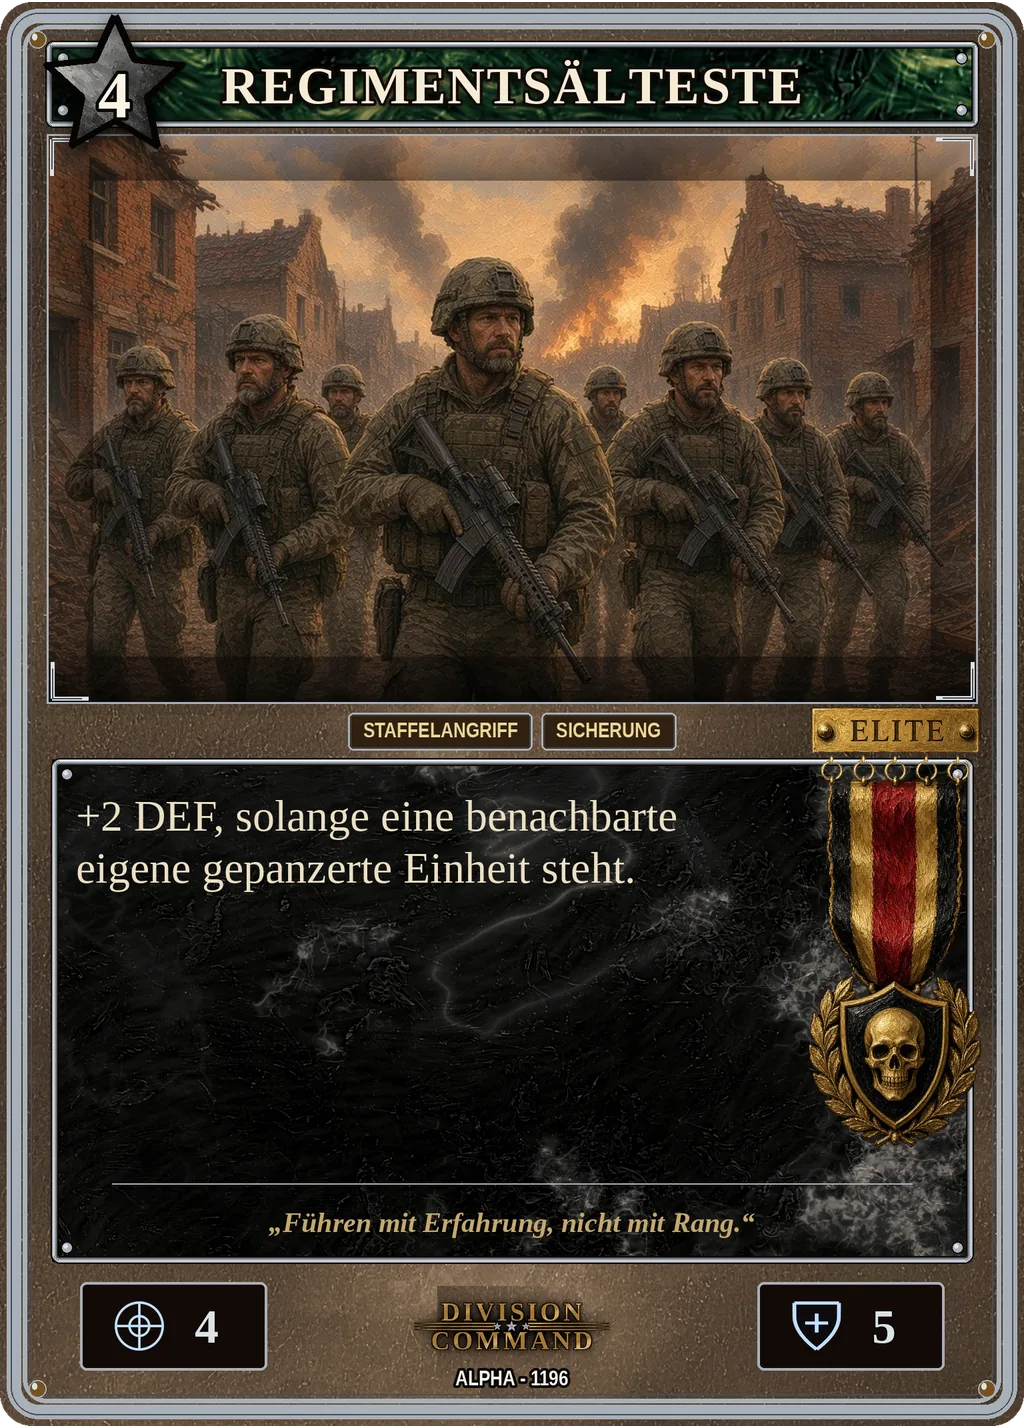 4
REGIMENTSÄLTESTE
STAFFELANGRIFF
SICHERUNG
ELITE
+2 DEF, solange eine benachbarte
eigene gepanzerte Einheit steht.
„Führen mit Erfahrung, nicht mit Rang.“
4
DIVISION
COMMAND
5
ALPHA - 1196